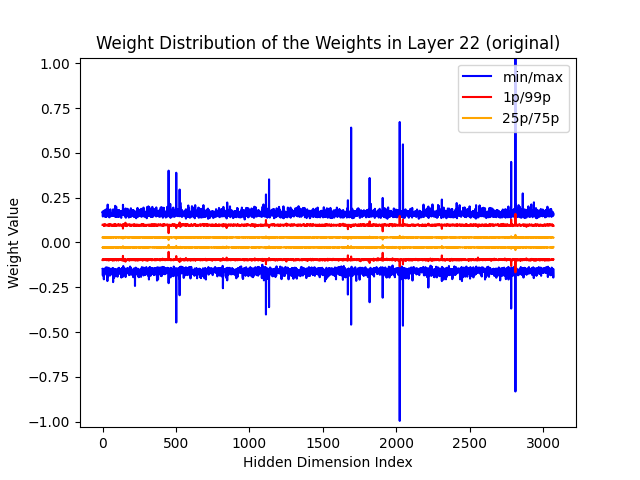 Weight Distribution of the Weights in Layer 22 (original)
1.00
0.75
0.50
0.25
0.00
−0.25
−0.50
−0.75
−1.00
Weight Value
min/max
1p/99p
25p/75p
0
500
1000
1500
2000
2500
3000
Hidden Dimension Index